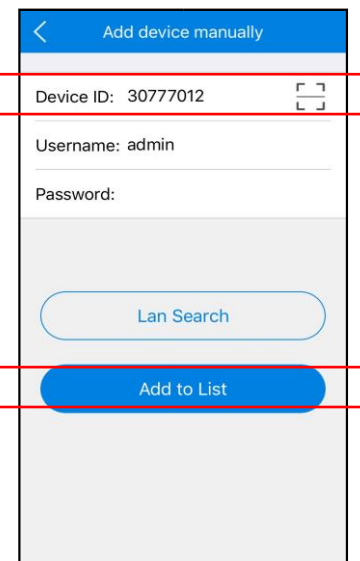 Add device manually
Device ID: 30777012
Username: admin
Password:
Lan Search
Add to List